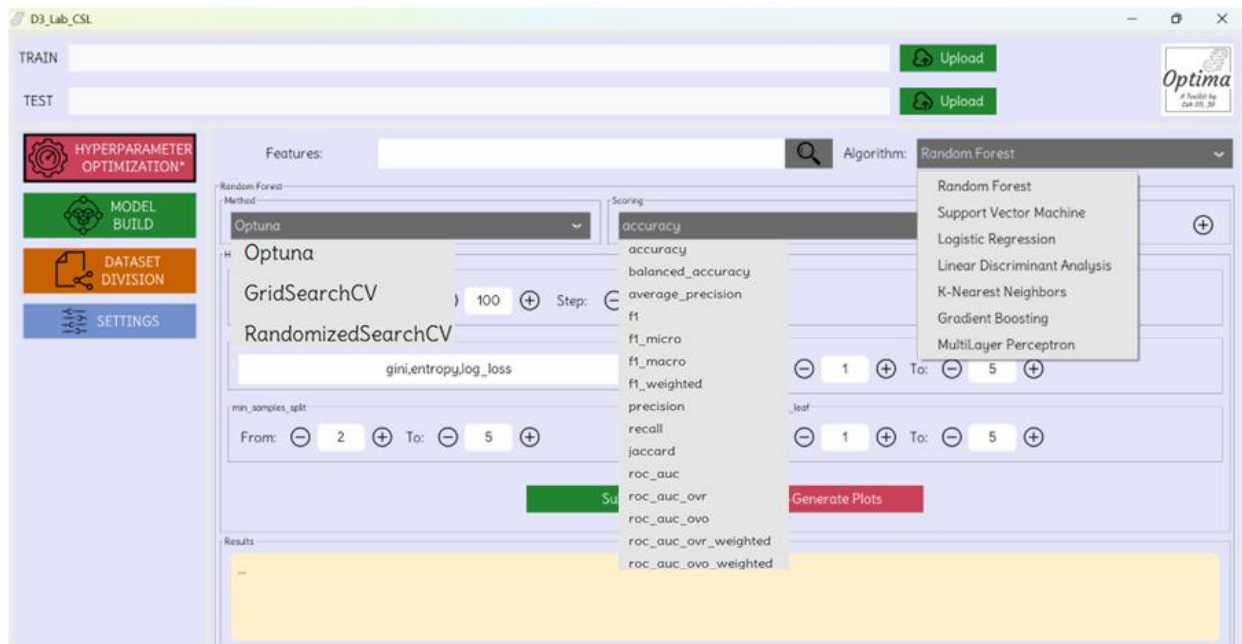 D3_Lab_CSL
TRAIN
Upload
TEST
Upload
Optima
A Toolkit by
HYPERPARAMETER
OPTIMIZATION*
MODEL
BUILD
DATASET
DIVISION
SETTINGS
Features:
Algorithm: Random Forest
Random Forest
Support Vector Machine
Logistic Regression
Linear Discriminant Analysis
K-Nearest Neighbors
Gradient Boosting
MultiLayer Perceptron
Random Forest
Method
Optuna
Optuna
GridSearchCV
RandomizedSearchCV
Scoring
accuracy
accuracy
balanced_accuracy
average_precision
f1
f1_micro
f1_macro
f1_weighted
precision
recall
jaccard
roc_auc
roc_auc_ovr
roc_auc_ovo
roc_auc_ovr_weighted
roc_auc_ovo_weighted
H
100 Step:
gini,entropy,log_loss
1 To: 5
min_samples_split
From: 2 To: 5
_leaf
1 To: 5
Su
Generate Plots
Results